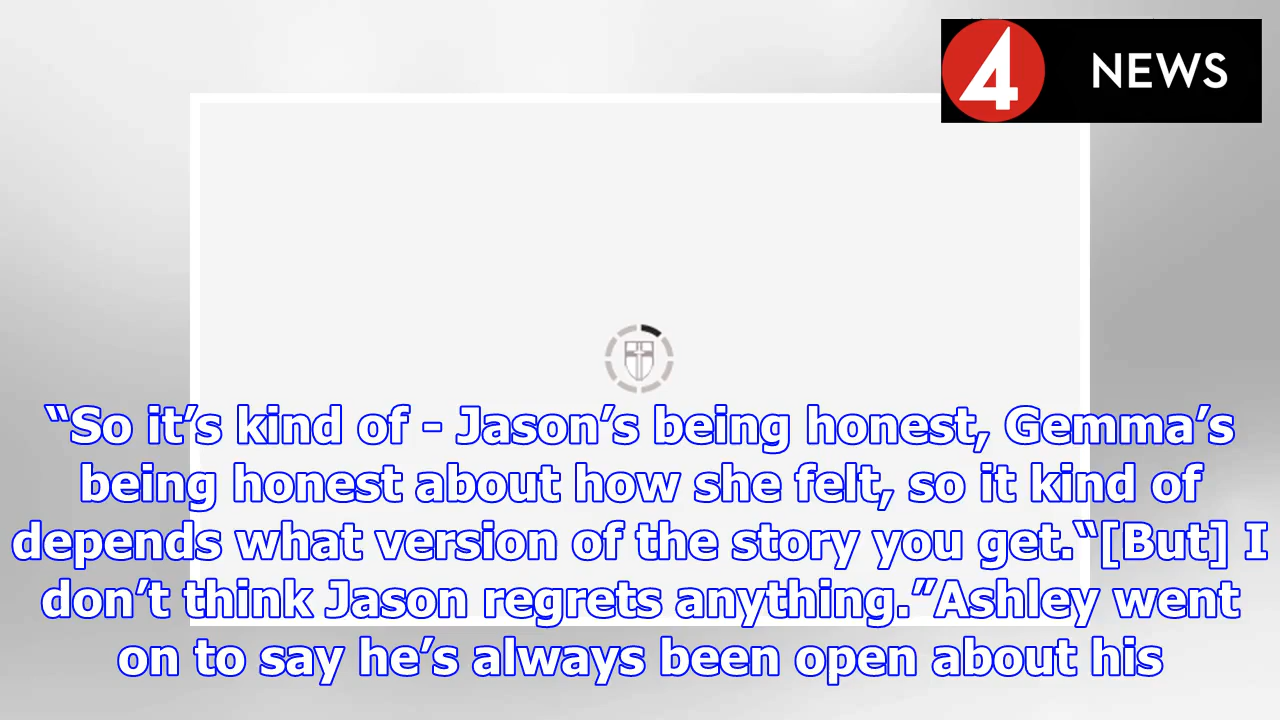 4 NEWS
“So it’s kind of - Jason’s being honest, Gemma’s
being honest about how she felt, so it kind of
depends what version of the story you get.“[But] I
don’t think Jason regrets anything.”Ashley went
on to say he’s always been open about his